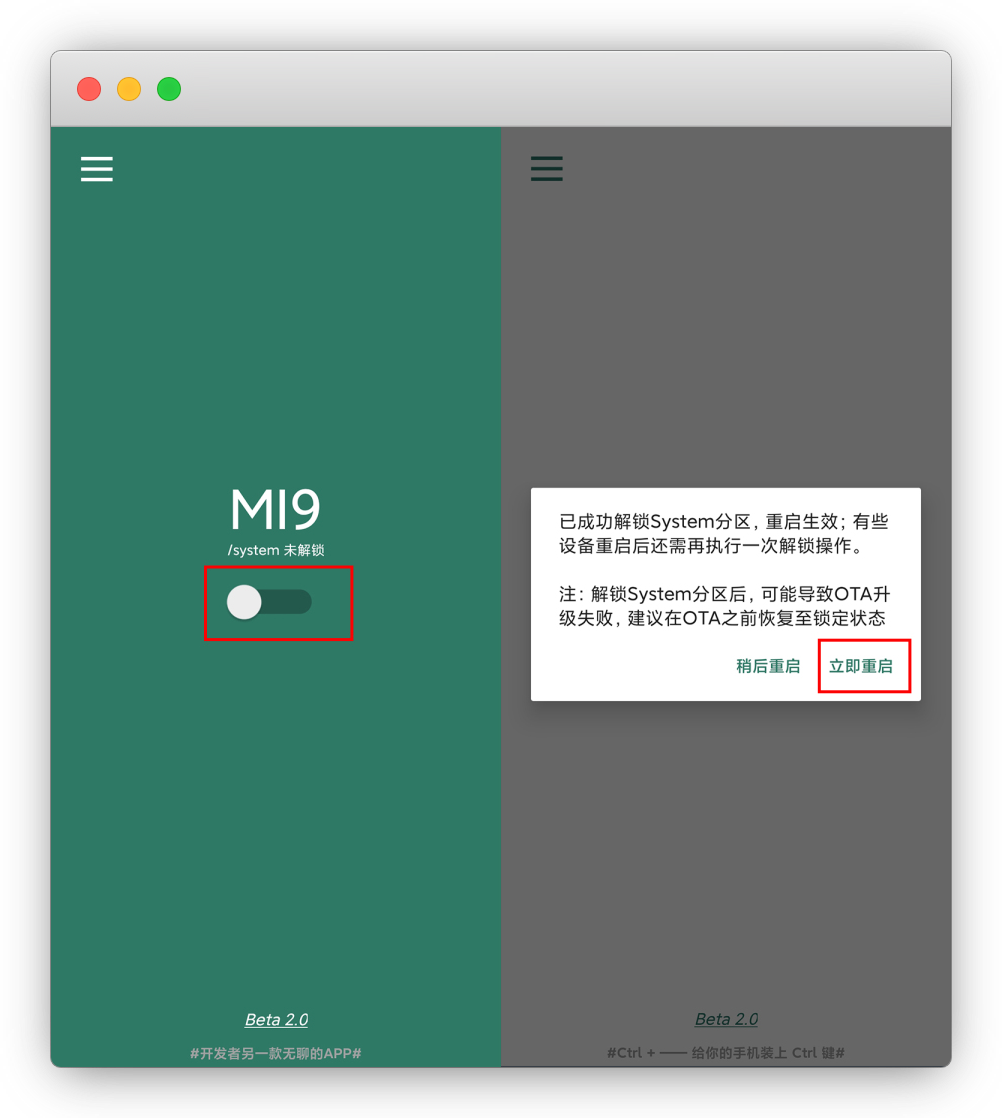 MI9
/system 未解锁
Beta 2.0
#开发者另一款无聊的APP#
已成功解锁System分区，重启生效；有些
设备重启后还需再执行一次解锁操作。
注：解锁System分区后，可能导致OTA升
级失败，建议在OTA之前恢复至锁定状态
稍后重启 立即重启
Beta 2.0
#Ctrl + —— 给你的手机装上 Ctrl 键#